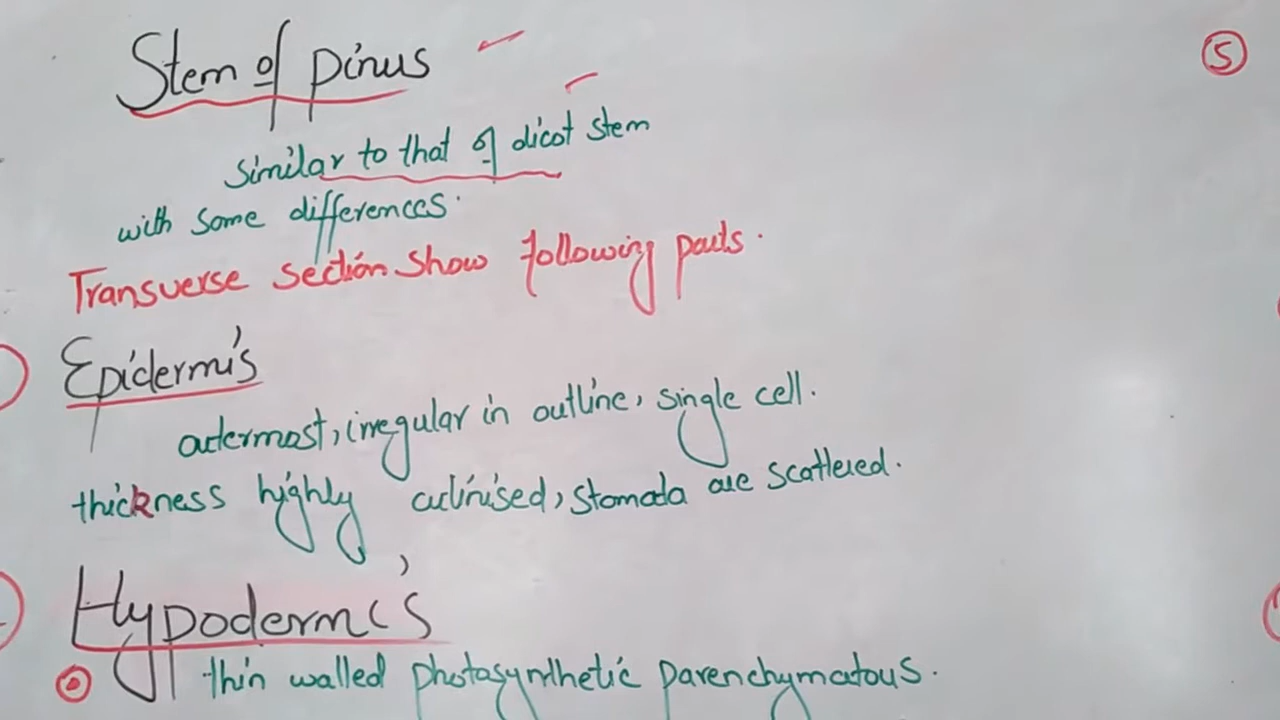 Stem of pinus
5
similar to that of dicot stem
with some differences.
Transverse section show following parts.
Epidermis
outermost, irregular in outline, single cell.
thickness highly cutinised, stomata are scattered.
Hypodermis
thin walled photosynthetic parenchymatous.